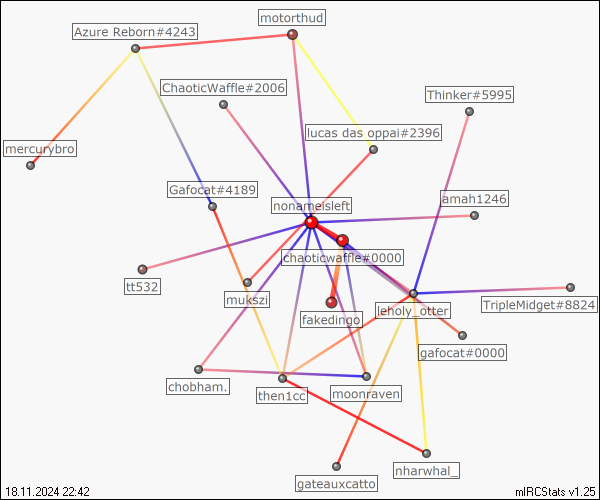 motorthud
Azure Reborn#4243
ChaoticWaffle#2006
Thinker#5995
lucas das oppai#2396
mercurybro
Gafocat#4189
amah1246
nonameisleft
chaoticwaffle#0000
tt532
mukszi
TripleMidget#8824
leholy_otter
fakedingo
gafocat#0000
chobham.
then1cc
moonraven
nharwhal_
gateauxcatto
18.11.2024 22:42
mIRCStats v1.25